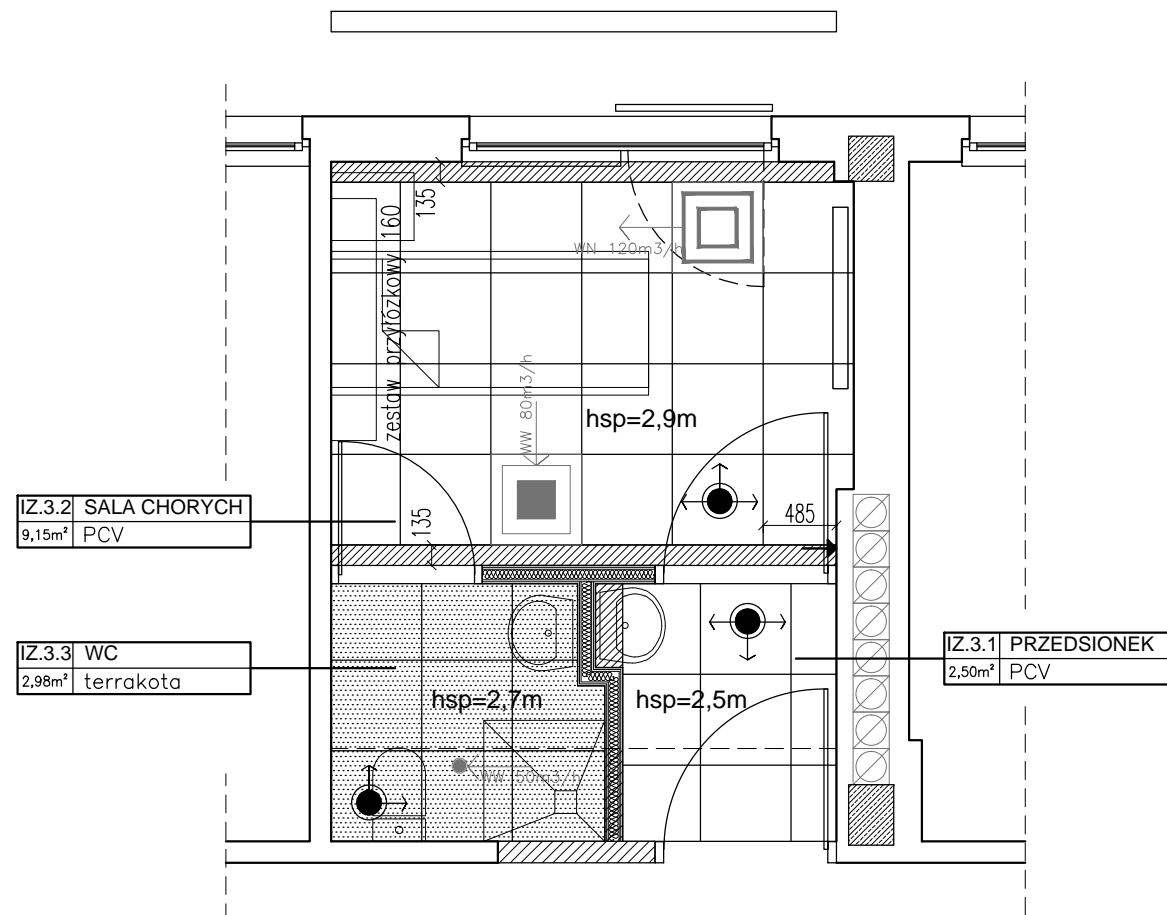 135
160
zestaw przyłóżkowy
WN 120m3/h
WW 80m3/h
hsp=2,9m
485
135
IZ.3.2 SALA CHORYCH
9,15m² PCV
IZ.3.3 WC
2,98m² terrakota
IZ.3.1 PRZEDSIONEK
2,50m² PCV
hsp=2,7m
hsp=2,5m
WW 50m3/h